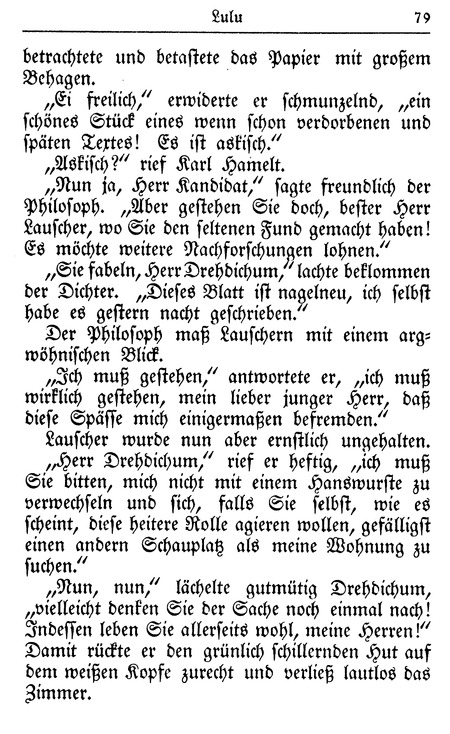 Lulu 79
betrachtete und betastete das Papier mit großem
Behagen.
„Ei freilich,“ erwiderte er schmunzelnd, „ein
schönes Stück eines wenn schon verdorbenen und
späten Textes! Es ist askisch.“
„Askisch?“ rief Karl Hamelt.
„Nun ja, Herr Kandidat,“ sagte freundlich der
Philosoph. „Aber gestehen Sie doch, bester Herr
Lauscher, wo Sie den seltenen Fund gemacht haben!
Es möchte weitere Nachforschungen lohnen.“
„Sie fabeln, Herr Drehdichum,“ lachte beklommen
der Dichter. „Dieses Blatt ist nagelneu, ich selbst
habe es gestern nacht geschrieben.“
Der Philosoph maß Lauschern mit einem arg-
wöhnischen Blick.
„Ich muß gestehen,“ antwortete er, „ich muß
wirklich gestehen, mein lieber junger Herr, daß
diese Spässe mich einigermaßen befremden.“
Lauscher wurde nun aber ernstlich ungehalten.
„Herr Drehdichum,“ rief er heftig, „ich muß
Sie bitten, mich nicht mit einem Hanswurste zu
verwechseln und sich, falls Sie selbst, wie es
scheint, diese heitere Rolle agieren wollen, gefälligst
einen andern Schauplatz als meine Wohnung zu
suchen.“
„Nun, nun,“ lächelte gutmütig Drehdichum,
„vielleicht denken Sie der Sache noch einmal nach!
Indessen leben Sie allerseits wohl, meine Herren!“
Damit rückte er den grünlich schillernden Hut auf
dem weißen Kopfe zurecht und verließ lautlos das
Zimmer.